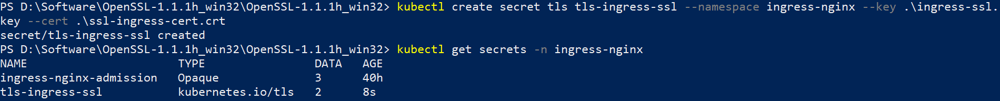 PS D:\Software\OpenSSL-1.1.1h_win32\OpenSSL-1.1.1h_win32> kubectl create secret tls tls-ingress-ssl --namespace ingress-nginx --key .\ingress-ssl.
key --cert .\ssl-ingress-cert.crt
secret/tls-ingress-ssl created
PS D:\Software\OpenSSL-1.1.1h_win32\OpenSSL-1.1.1h_win32> kubectl get secrets -n ingress-nginx
NAME                      TYPE                DATA   AGE
ingress-nginx-admission   Opaque              3      40h
tls-ingress-ssl           kubernetes.io/tls   2      8s